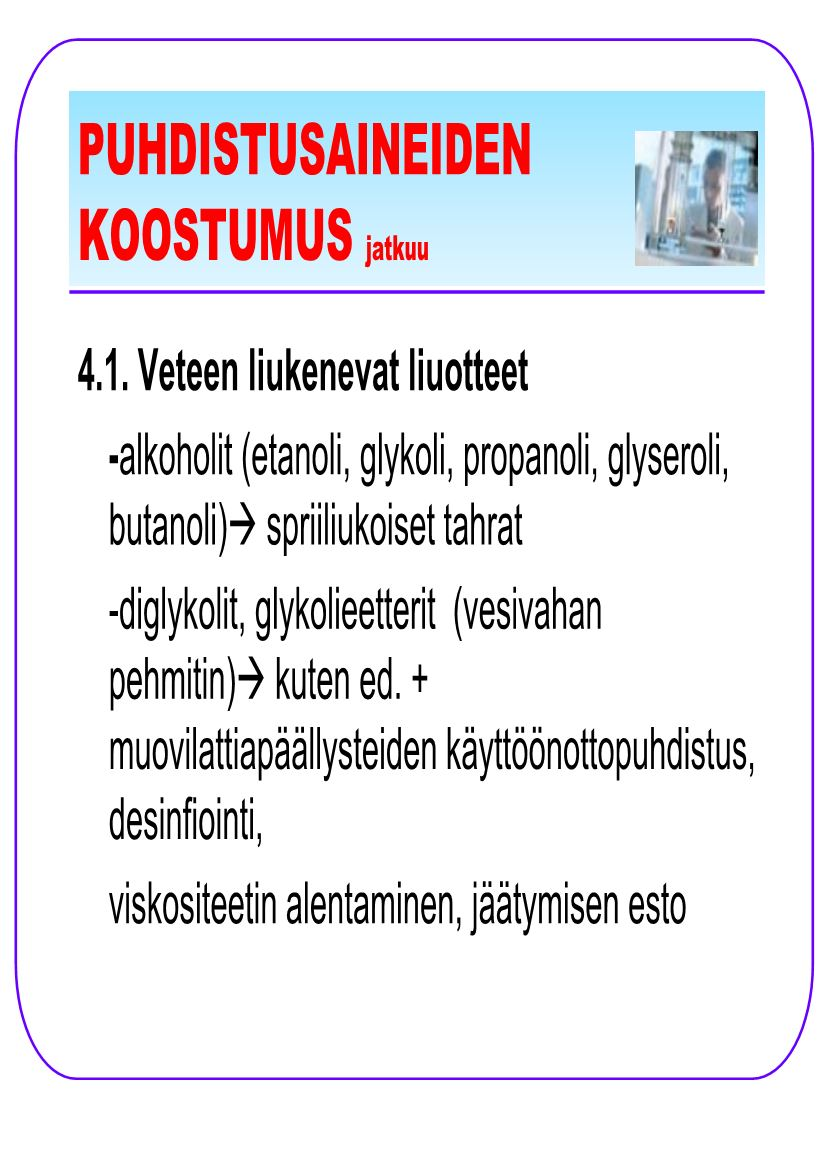 PUHDISTUSAINEIDEN
KOOSTUMUS jatkuu
4.1. Veteen liukenevat liuotteet
-alkoholit (etanoli, glykoli, propanoli, glyseroli,
butanoli)→ spriiliukoiset tahrat
-diglykolit, glykolieetterit (vesivahan
pehmitin)→ kuten ed. +
muovilattiapäällysteiden käyttöönottopuhdistus,
desinfiointi,
viskositeetin alentaminen, jäätymisen esto